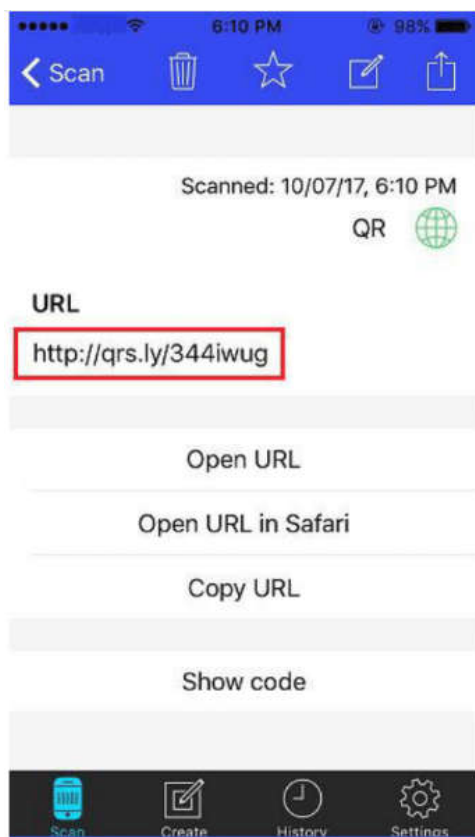 6:10 PM 98%
Scan
Scanned: 10/07/17, 6:10 PM
QR
URL
http://qrs.ly/344iwug
Open URL
Open URL in Safari
Copy URL
Show code
Scan Create History Settings